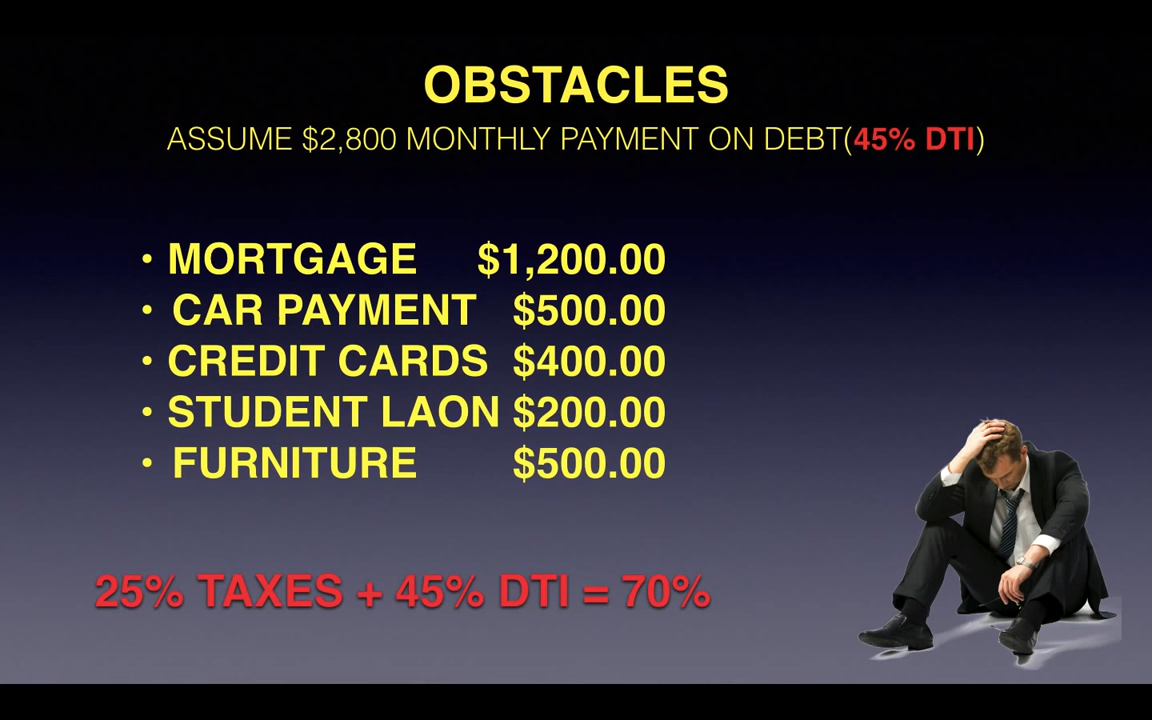 OBSTACLES
ASSUME $2,800 MONTHLY PAYMENT ON DEBT(45% DTI)
• MORTGAGE $1,200.00
• CAR PAYMENT $500.00
• CREDIT CARDS $400.00
• STUDENT LAON $200.00
• FURNITURE $500.00
25% TAXES + 45% DTI = 70%